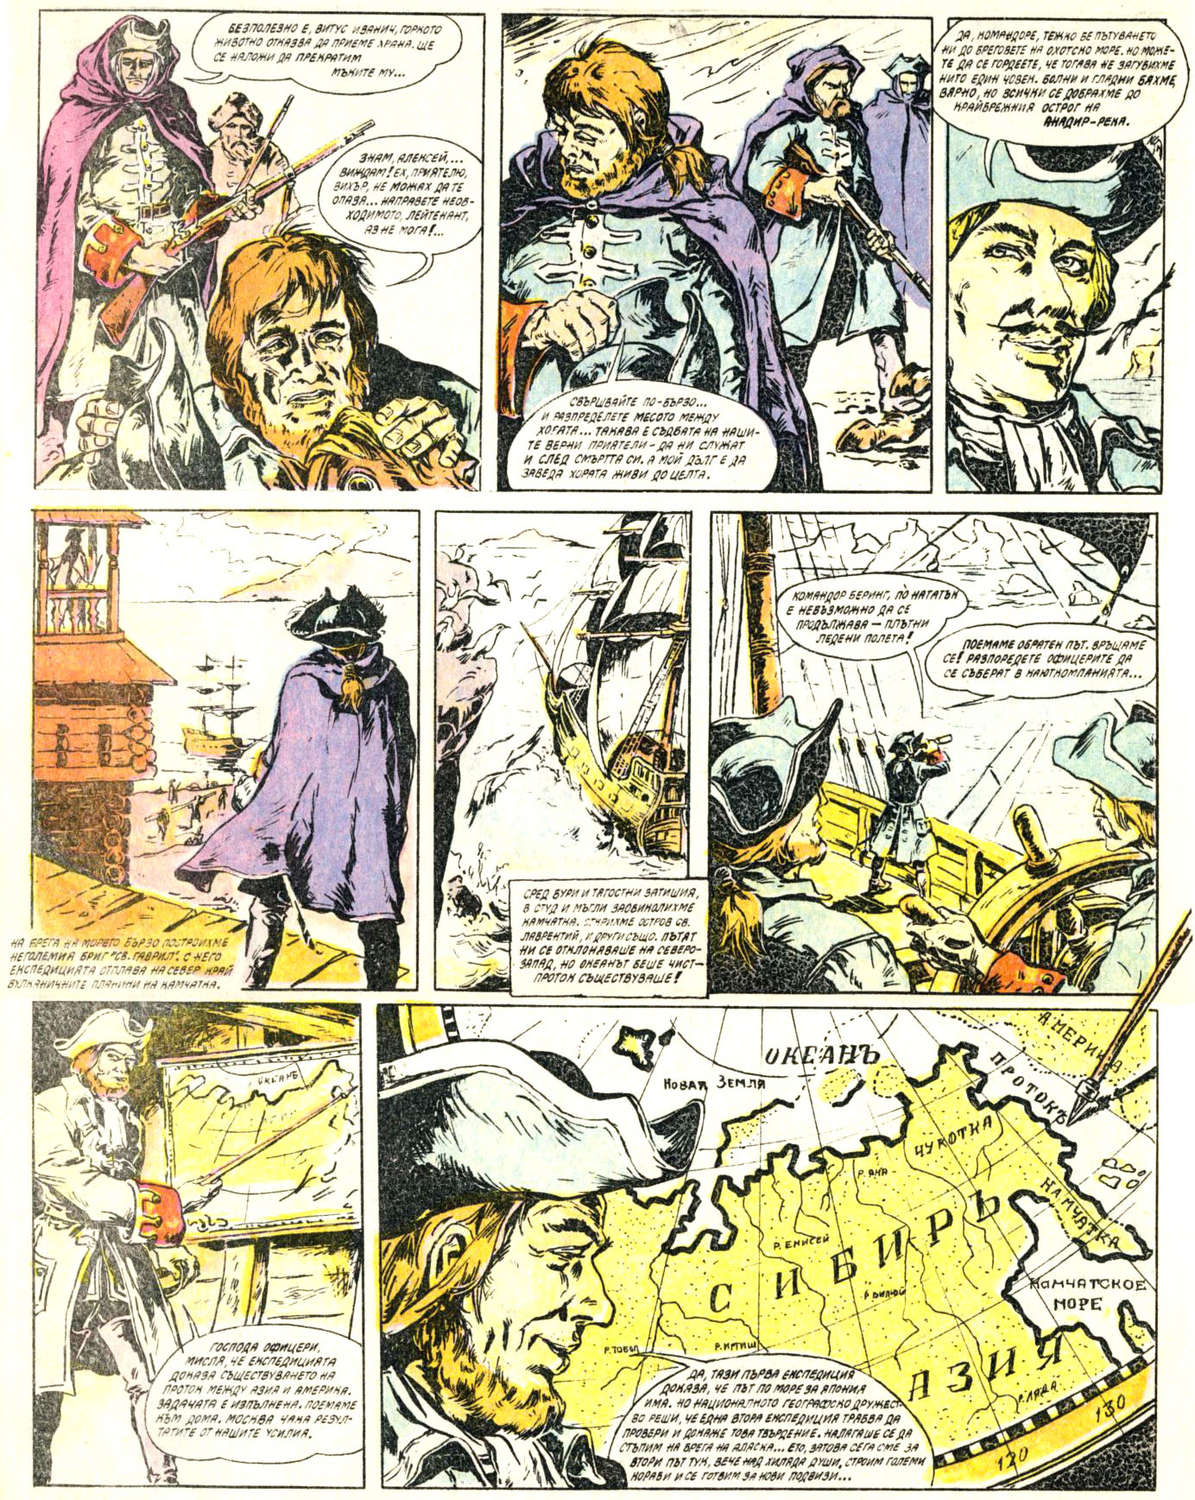 БЕЗПОЛЕЗНО Е, ВИТУС ИВАНИЧ, ГОРКОТО
ЖИВОТНО ОТКАЗВА ДА ПРИЕМЕ ХРАНА. ЩЕ
СЕ НАЛОЖИ ДА ПРЕКРАТИМ
МЪКИТЕ МУ...
ЗНАМ, АЛЕКСЕЙ,...
ВИЖДАМ! ЕХ, ПРИЯТЕЛЮ,
ВИХЪР, НЕ МОЖАХ ДА ТЕ
ОПАЗЯ... НАПРАВЕТЕ НЕОБ-
ХОДИМОТО, ЛЕЙТЕНАНТ,
АЗ НЕ МОГА!...
СВЪРШВАЙТЕ ПО-БЪРЗО...
И РАЗПРЕДЕЛЕТЕ МЕСОТО МЕЖДУ
ХОРАТА... ТАКАВА Е СЪДБАТА НА НАШИ-
ТЕ ВЕРНИ ПРИЯТЕЛИ - ДА НИ СЛУЖАТ
И СЛЕД СМЪРТТА СИ. А МОЙ ДЪЛГ Е ДА
ЗАВЕДА ХОРАТА ЖИВИ ДО ЦЕЛТА.
ДА, КОМАНДОРЕ, ТЕЖКО БЕ ПЪТУВАНЕТО
НИ ДО БРЕГОВЕТЕ НА ОХОТСКО МОРЕ. НО МОЖЕ-
ТЕ ДА СЕ ГОРДЕЕТЕ, ЧЕ ТОГАВА НЕ ЗАГУБИХМЕ
НИТО ЕДИН ЧОВЕК. БОЛНИ И ГЛАДНИ БЯХМЕ,
ВЯРНО, НО ВСИЧКИ СЕ ДОБРАХМЕ ДО
КРАЙБРЕЖНИЯ ОСТРОГ НА
АНАДИР-РЕКА.
НА БРЕГА НА МОРЕТО БЪРЗО ПОСТРОИХМЕ
НЕГОЛЕМИЯ БРИГ "СВ. ГАВРИЛ". С НЕГО
ЕКСПЕДИЦИЯТА ОТПЛАВА НА СЕВЕР КРАЙ
ВУЛКАНИЧНИТЕ ПЛАНИНИ НА КАМЧАТКА.
СРЕД БУРИ И ТЯГОСТНИ ЗАТИШИЯ,
В СТУД И МЪГЛИ ЗАОБИКОЛИХМЕ
КАМЧАТКА. ОТКРИХМЕ ОСТРОВ СВ.
ЛАВРЕНТИЙ, И ДРУГИ СЪЩО. ПЪТЯТ
НИ СЕ ОТКЛОНЯВАШЕ НА СЕВЕРО-
ЗАПАД, НО ОКЕАНЪТ БЕШЕ ЧИСТ-
ПРОТОК СЪЩЕСТВУВАШЕ!
КОМАНДОР БЕРИНГ, ПО НАТАТЪК
Е НЕВЪЗМОЖНО ДА СЕ
ПРОДЪЛЖАВА - ПЛЪТНИ
ЛЕДЕНИ ПОЛЕТА!
ПОЕМАМЕ ОБРАТЕН ПЪТ. ВРЪЩАМЕ
СЕ! РАЗПОРЕДЕТЕ ОФИЦЕРИТЕ ДА
СЕ СЪБЕРАТ В КАЮТКОМПАНИЯТА...
ОКЕАНЪ
ГОСПОДА ОФИЦЕРИ,
МИСЛЯ, ЧЕ ЕКСПЕДИЦИЯТА
ДОКАЗА СЪЩЕСТВУВАНЕТО НА
ПРОТОК МЕЖДУ АЗИЯ И АМЕРИКА.
ЗАДАЧАТА Е ИЗПЪЛНЕНА. ПОЕМАМЕ
КЪМ ДОМА. МОСКВА ЧАКА РЕЗУЛ-
ТАТИТЕ ОТ НАШИТЕ УСИЛИЯ.
ОКЕАНЪ
НОВАЯ ЗЕМЛЯ
АМЕРИКА
ПРОТОКЪ
ЧУКОТКА
КАМЧАТКА
Р. ЯНА
Р. ЕНИСЕЙ
СИБИРЪ
Р. ВИЛЮЙ
КАМЧАТСКОЕ
МОРЕ
Р. ТОБОЛ
Р. ИРТИШ
АЗИЯ
130
120
ДА, ТАЗИ ПЪРВА ЕКСПЕДИЦИЯ
ДОКАЗА, ЧЕ ПЪТ ПО МОРЕ ЗА ЯПОНИЯ
ИМА. НО НАЦИОНАЛНОТО ГЕОГРАФСКО ДРУЖЕСТ-
ВО РЕШИ, ЧЕ ЕДНА ВТОРА ЕКСПЕДИЦИЯ ТРЯБВА ДА
ПРОВЕРИ И ДОКАЖЕ ТОВА ТВЪРДЕНИЕ. НАЛАГАШЕ СЕ ДА
СТЪПИМ НА БРЕГА НА АЛЯСКА... ЕТО, ЗАТОВА СЕГА СМЕ ЗА
ВТОРИ ПЪТ ТУК, ВЕЧЕ НАД ХИЛЯДА ДУШИ, СТРОИМ ГОЛЕМИ
КОРАБИ И СЕ ГОТВИМ ЗА НОВИ ПОДВИЗИ...